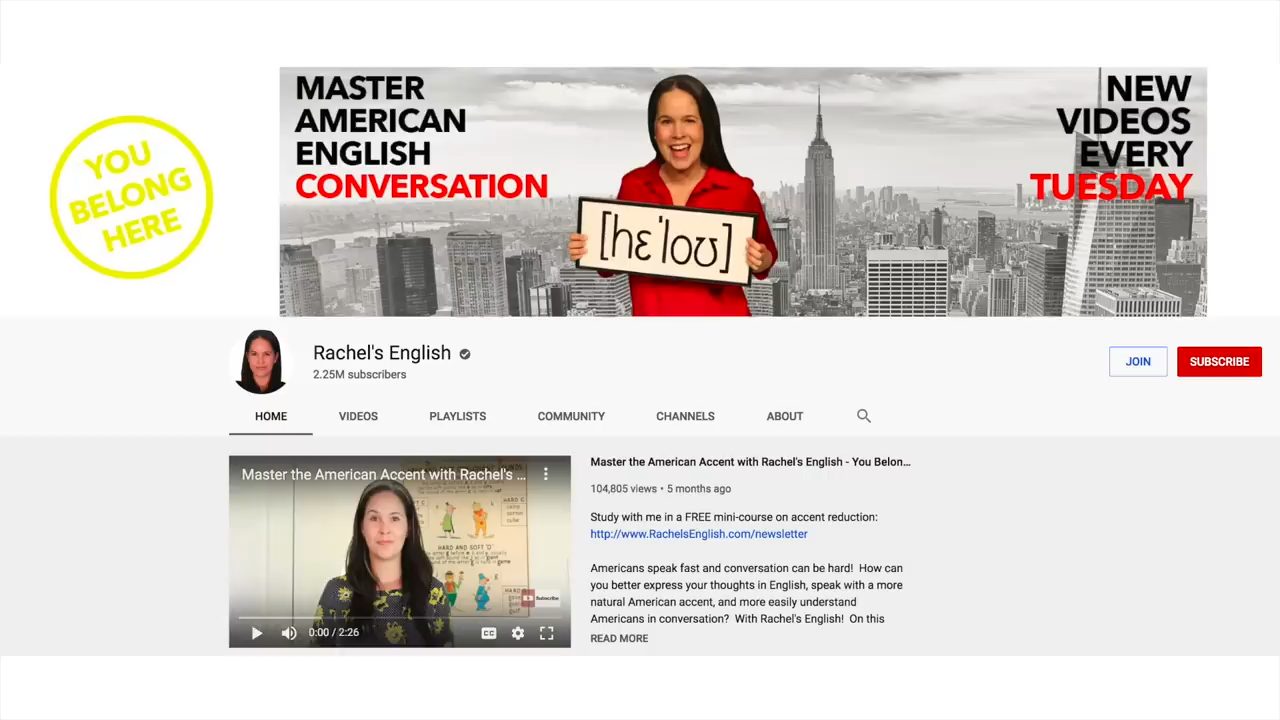 YOU
BELONG
HERE
MASTER
AMERICAN
ENGLISH
CONVERSATION
[hɛˈloʊ]
NEW
VIDEOS
EVERY
TUESDAY
Rachel's English
2.25M subscribers
JOIN
SUBSCRIBE
HOME
VIDEOS
PLAYLISTS
COMMUNITY
CHANNELS
ABOUT
Master the American Accent with Rachel's ...
HARD C
HARD AND SOFT "G"
Subscribe
0:00 / 2:26
CC
Master the American Accent with Rachel's English - You Belon...
104,805 views • 5 months ago
Study with me in a FREE mini-course on accent reduction:
http://www.RachelsEnglish.com/newsletter
Americans speak fast and conversation can be hard! How can
you better express your thoughts in English, speak with a more
natural American accent, and more easily understand
Americans in conversation? With Rachel's English! On this
READ MORE